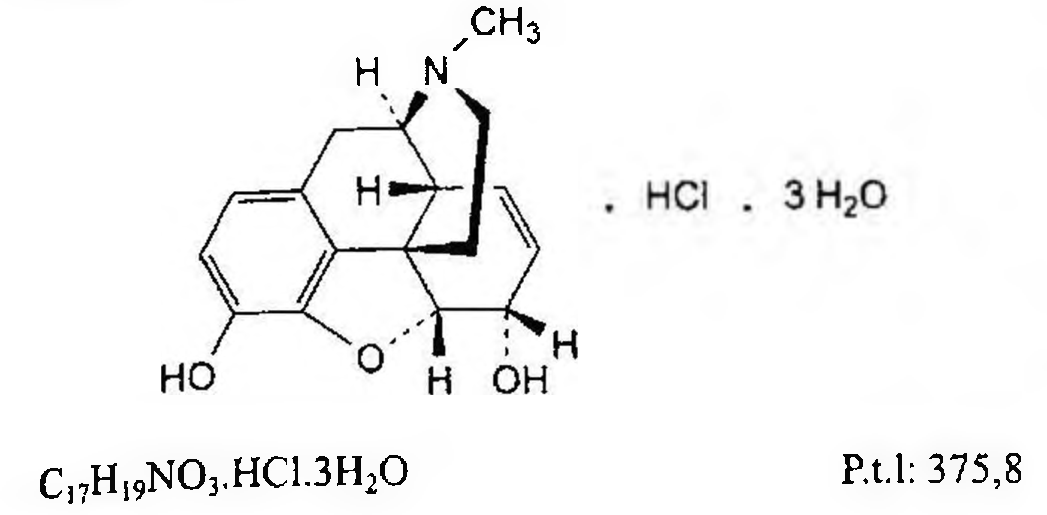 CH₃
H N
H
. HCl . 3 H₂O
O H
HO H OH
C₁₇H₁₉NO₃.HCl.3H₂O P.t.l: 375,8